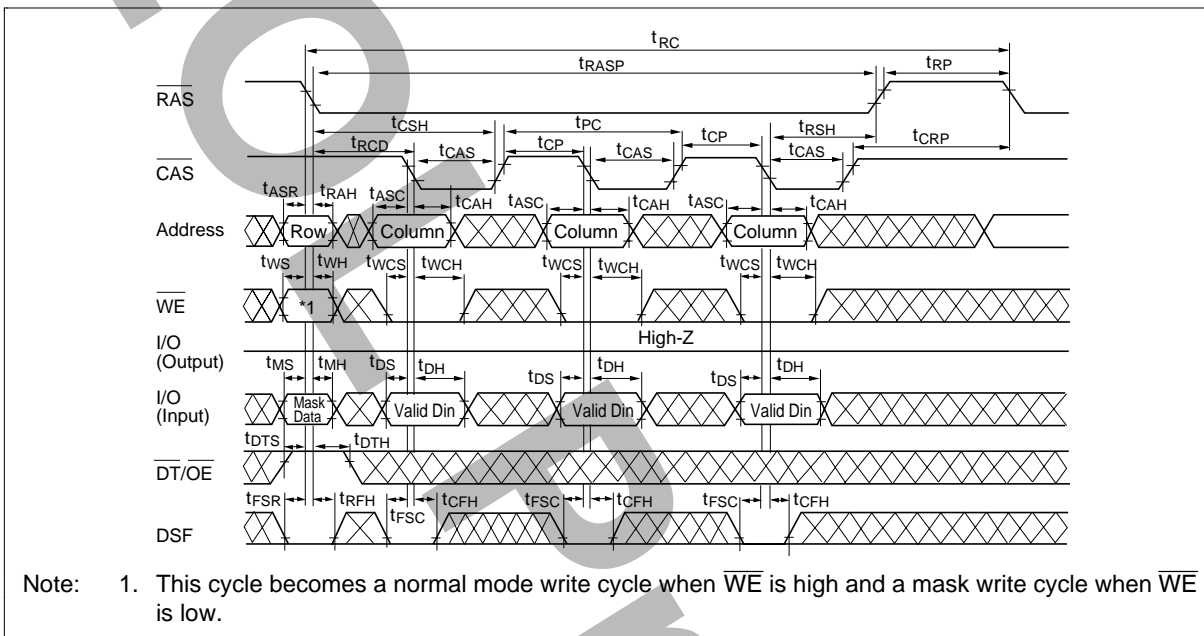 tRC
tRASP tRP
RAS
tCSH tPC tRSH
tRCD tCP tCP tCRP
tCAS tCAS tCAS
CAS
tASR tRAH tASC tCAH tASC tCAH tASC tCAH
Address Row Column Column Column
tWS tWH tWCS tWCH tWCS tWCH tWCS tWCH
WE *1
I/O (Output) High-Z
tMS tMH tDS tDH tDS tDH tDS tDH
I/O (Input) Mask Data Valid Din Valid Din Valid Din
tDTS tDTH
DT/OE
tFSR tRFH tFSC tCFH tFSC tCFH tFSC tCFH
DSF
Note: 1. This cycle becomes a normal mode write cycle when WE is high and a mask write cycle when WE
is low.